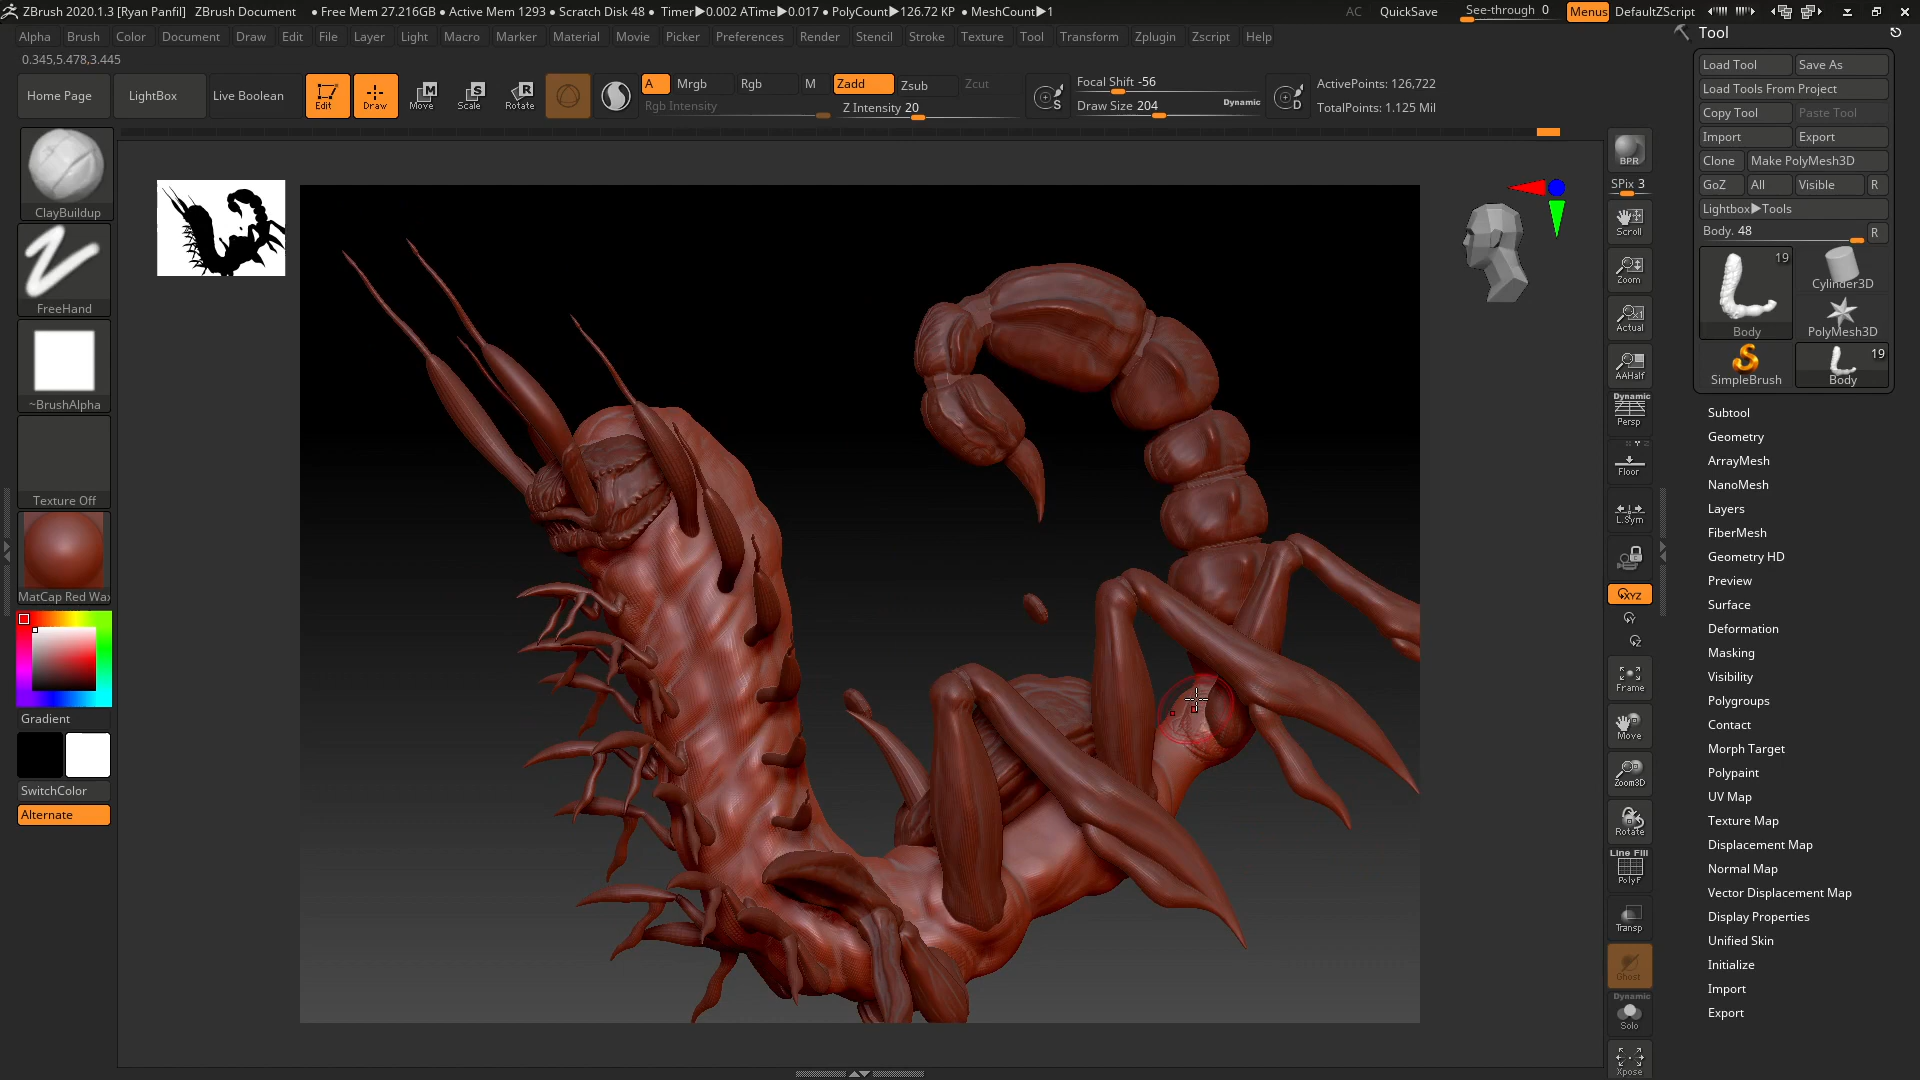 ZBrush 2020.1.3 [Ryan Panfil] ZBrush Document ● Free Mem 27.216GB ● Active Mem 1293 ● Scratch Disk 48 ● Timer▶0.002 ATime▶0.017 ● PolyCount▶126.72 KP ● MeshCount▶1 AC QuickSave See-through 0 Menus DefaultZScript
Alpha Brush Color Document Draw Edit File Layer Light Macro Marker Material Movie Picker Preferences Render Stencil Stroke Texture Tool Transform Zplugin Zscript Help
0.345,5.478,3.445
Home Page LightBox Live Boolean Edit Draw Move Scale Rotate
A Mrgb Rgb M Zadd Zsub Zcut
Rgb Intensity Z Intensity 20
Focal Shift -56
Draw Size 204 Dynamic
ActivePoints: 126,722
TotalPoints: 1.125 Mil
ClayBuildup
FreeHand
~BrushAlpha
Texture Off
MatCap Red Wax
Gradient
SwitchColor
Alternate
BPR
SPix 3
Scroll
Zoom
Actual
AAHalf
Dynamic
Persp
Floor
L.Sym
XYZ
Frame
Move
Zoom3D
Rotate
Line Fill
PolyF
Transp
Ghost
Dynamic
Solo
Xpose
Tool
Load Tool Save As
Load Tools From Project
Copy Tool Paste Tool
Import Export
Clone Make PolyMesh3D
GoZ All Visible R
Lightbox▶Tools
Body. 48 R
19
Body
Cylinder3D
PolyMesh3D
SimpleBrush
19
Body
Subtool
Geometry
ArrayMesh
NanoMesh
Layers
FiberMesh
Geometry HD
Preview
Surface
Deformation
Masking
Visibility
Polygroups
Contact
Morph Target
Polypaint
UV Map
Texture Map
Displacement Map
Normal Map
Vector Displacement Map
Display Properties
Unified Skin
Initialize
Import
Export